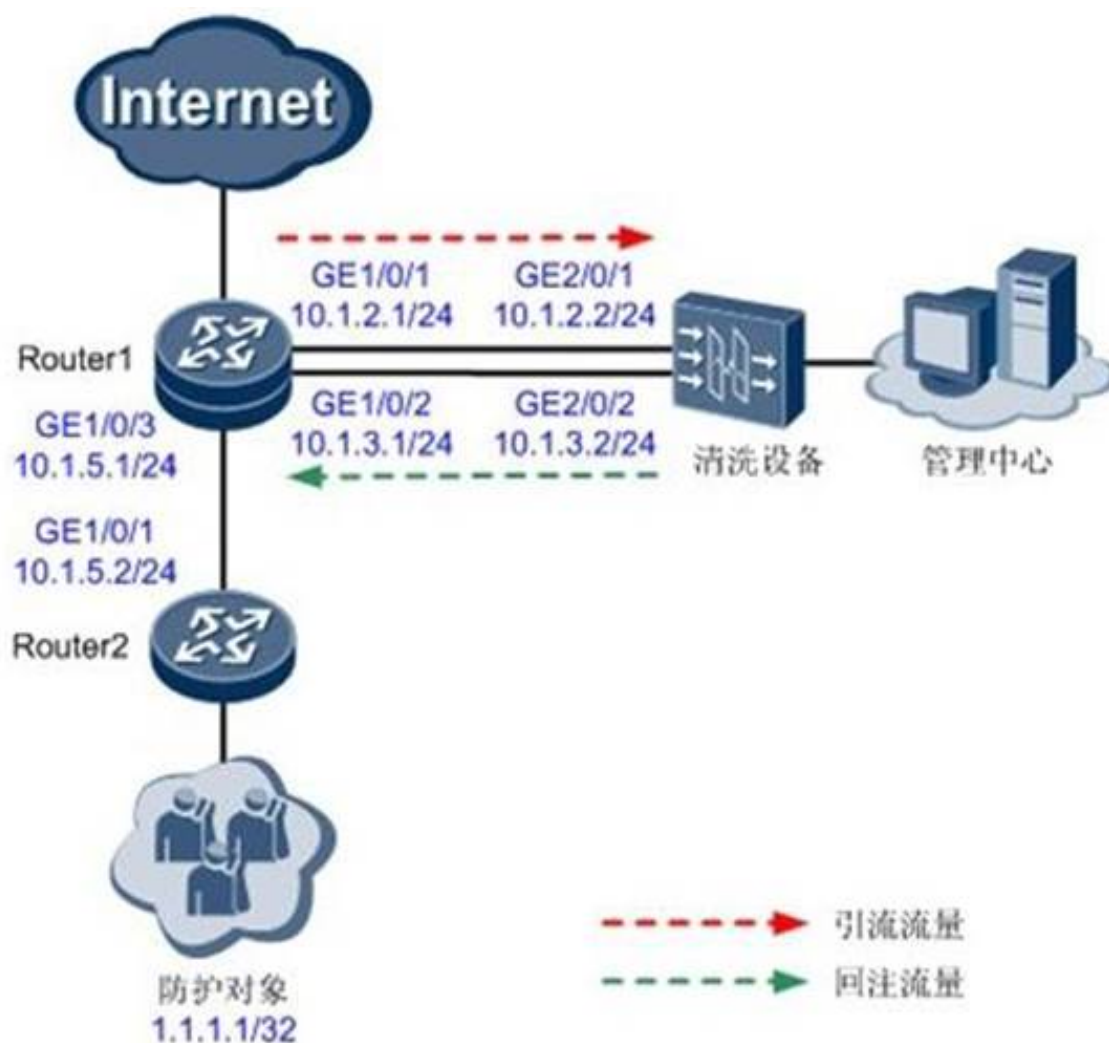 Internet
GE1/0/1
10.1.2.1/24
GE2/0/1
10.1.2.2/24
Router1
GE1/0/2
10.1.3.1/24
GE2/0/2
10.1.3.2/24
清洗设备
管理中心
GE1/0/3
10.1.5.1/24
GE1/0/1
10.1.5.2/24
Router2
防护对象
1.1.1.1/32
引流流量
回注流量